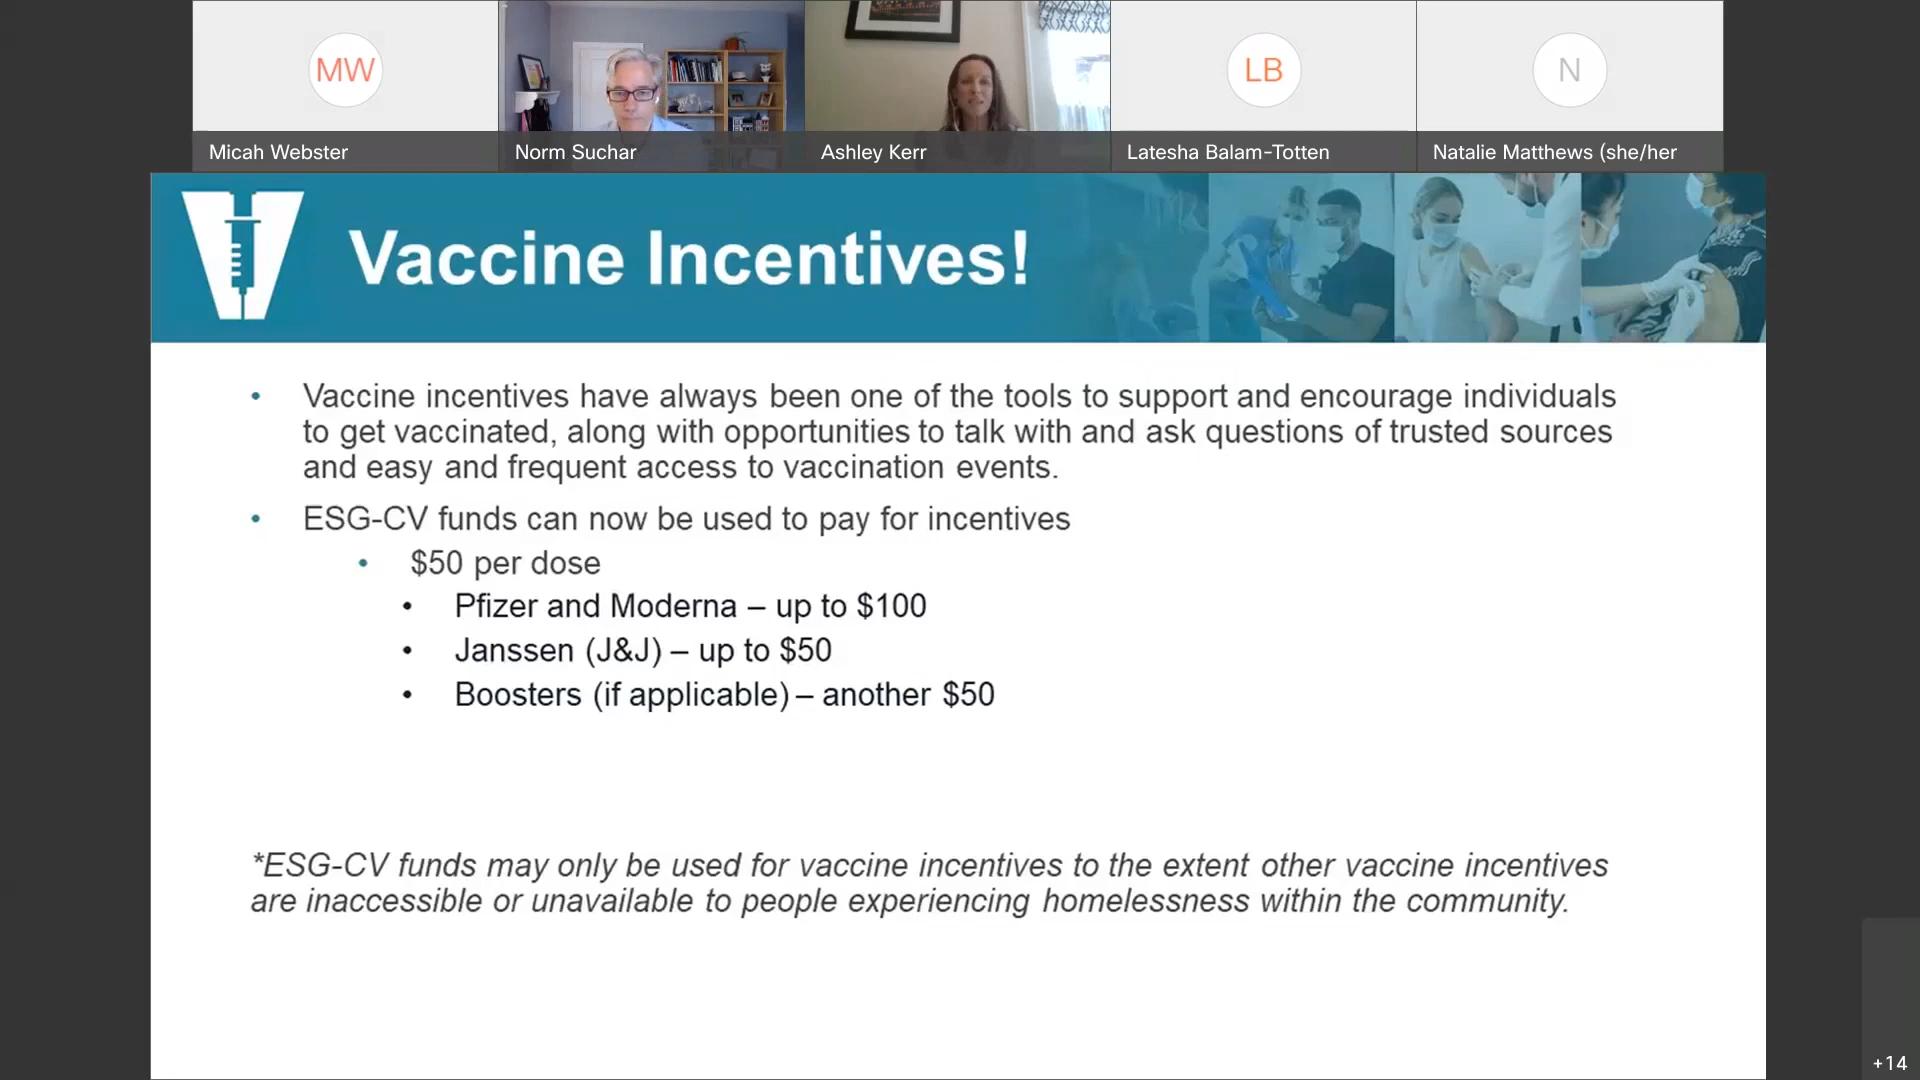 MW
LB
N
Micah Webster
Norm Suchar
Ashley Kerr
Latesha Balam-Totten
Natalie Matthews (she/her
Vaccine Incentives!
• Vaccine incentives have always been one of the tools to support and encourage individuals
to get vaccinated, along with opportunities to talk with and ask questions of trusted sources
and easy and frequent access to vaccination events.
• ESG-CV funds can now be used to pay for incentives
• $50 per dose
• Pfizer and Moderna – up to $100
• Janssen (J&J) – up to $50
• Boosters (if applicable) – another $50
*ESG-CV funds may only be used for vaccine incentives to the extent other vaccine incentives
are inaccessible or unavailable to people experiencing homelessness within the community.
+14